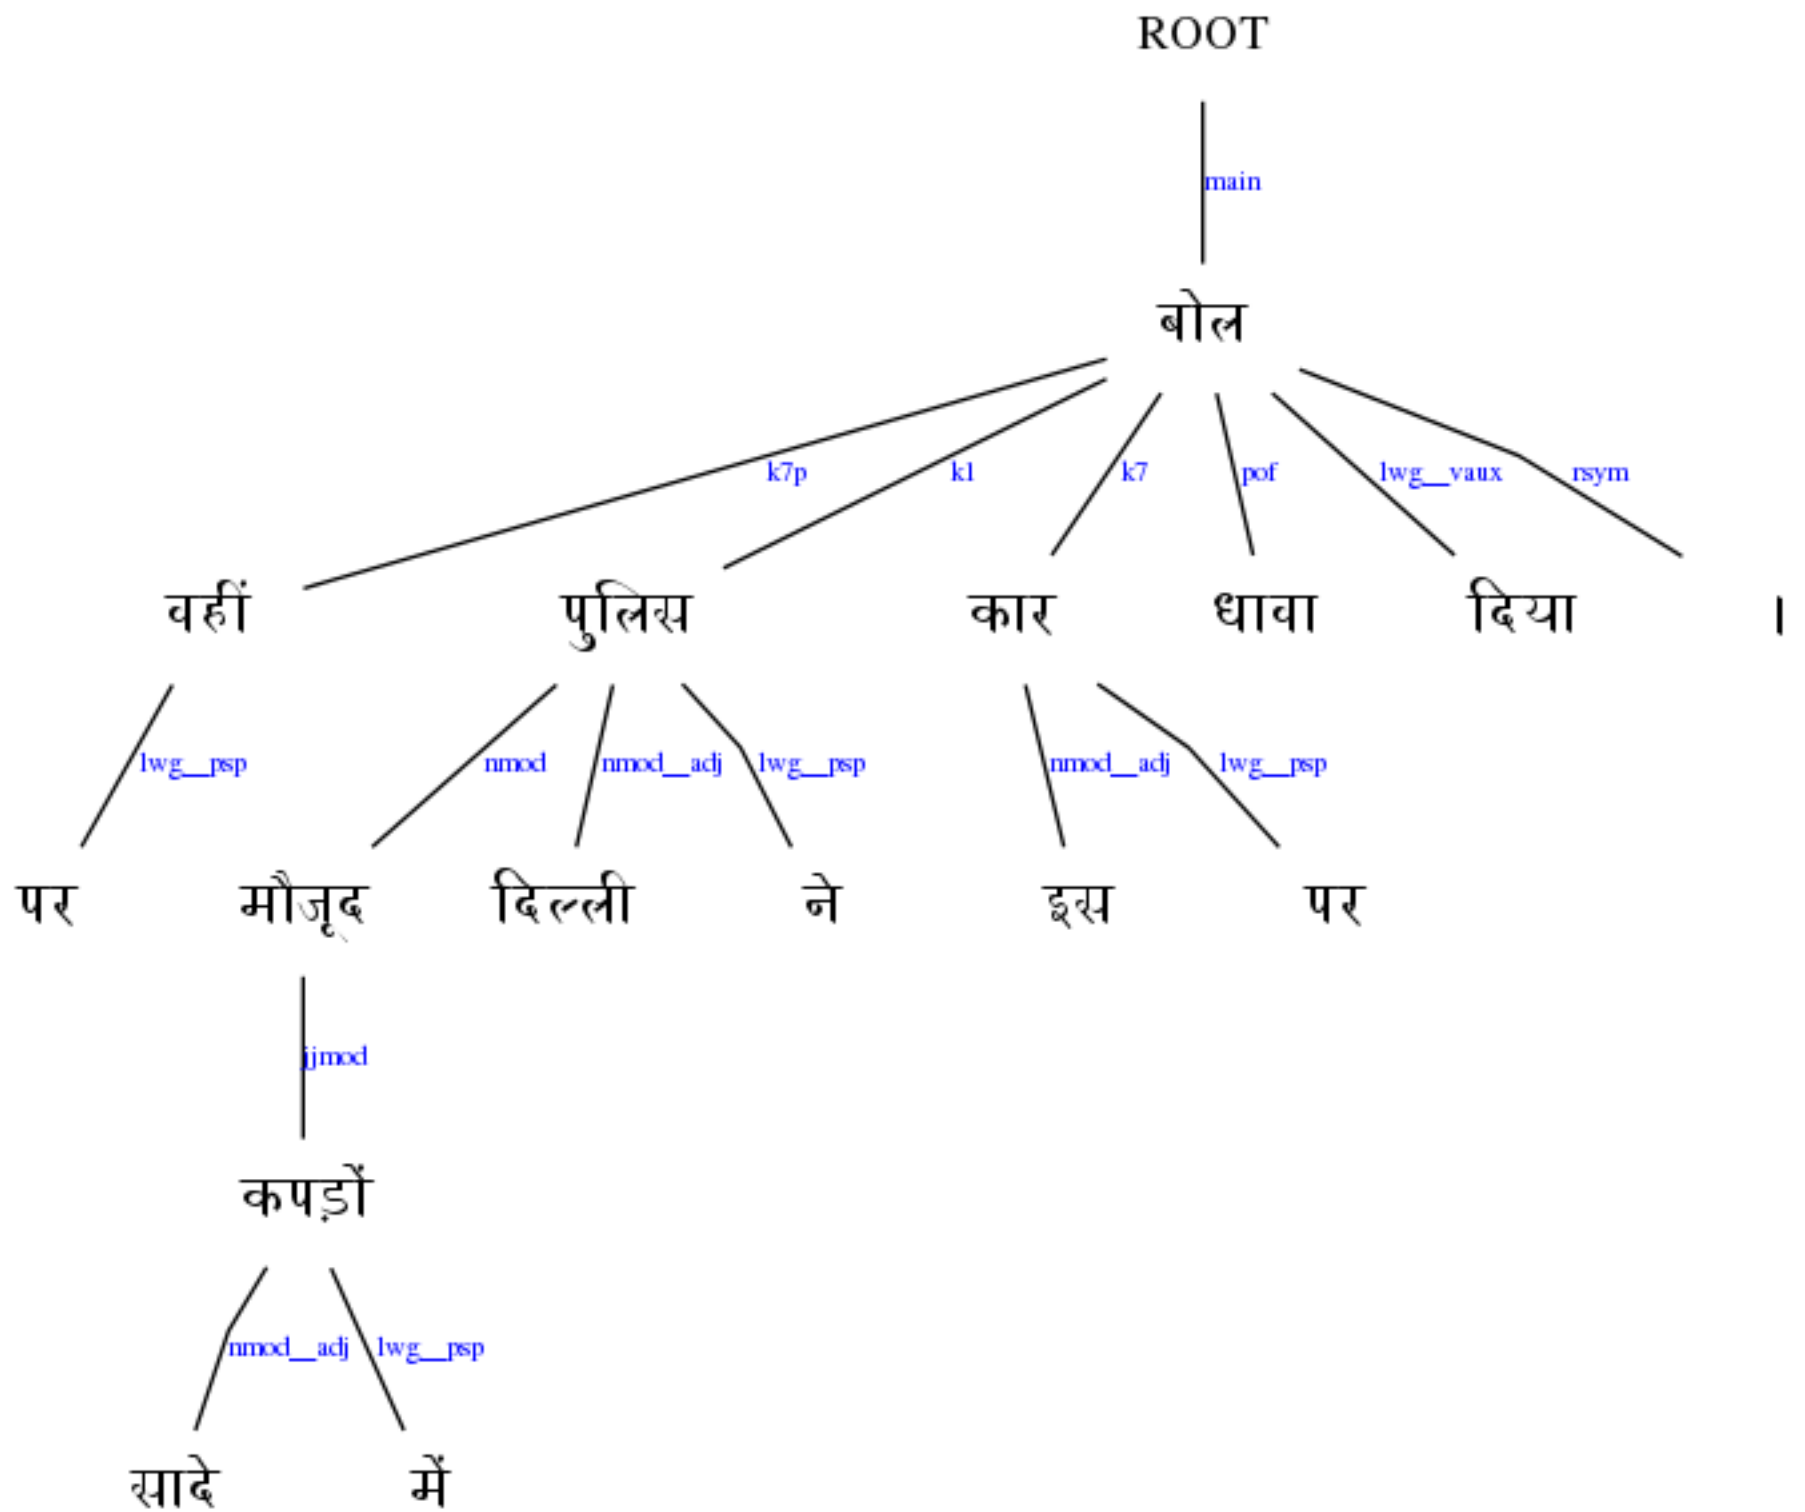 ROOT
main
बोल
k7p k1 k7 pof lwg__vaux rsym
वहीं पुलिस कार धावा दिया ।
lwg__psp nmod nmod__adj lwg__psp nmod__adj lwg__psp
पर मौजूद दिल्ली ने इस पर
jjmod
कपड़ों
nmod__adj lwg__psp
सादे में